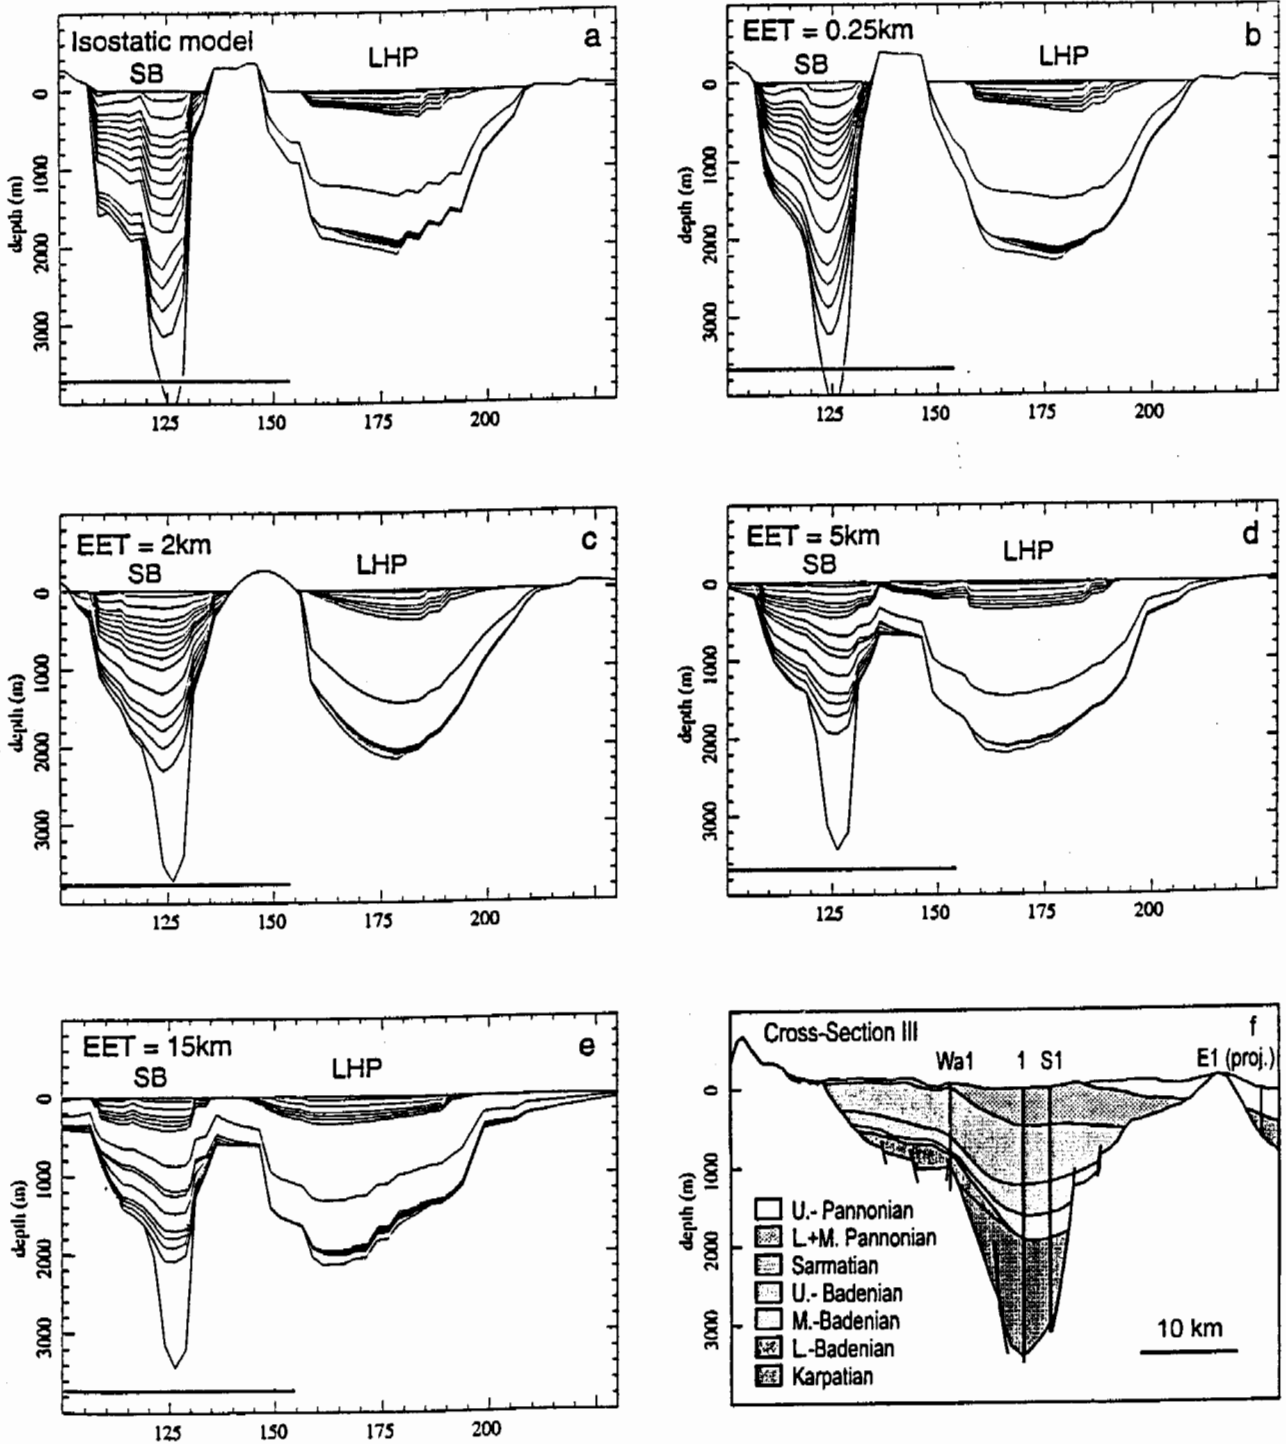 Isostatic model
a
SB
LHP
0
1000
2000
3000
depth (m)
125
150
175
200
EET = 0.25km
b
SB
LHP
0
1000
2000
3000
depth (m)
125
150
175
200
EET = 2km
c
SB
LHP
0
1000
2000
3000
depth (m)
125
150
175
200
EET = 5km
d
SB
LHP
0
1000
2000
3000
depth (m)
125
150
175
200
EET = 15km
e
SB
LHP
0
1000
2000
3000
depth (m)
125
150
175
200
Cross-Section III
f
Wa1 1 S1 E1 (proj.)
0
1000
2000
3000
depth (m)
U.- Pannonian
L.+M. Pannonian
Sarmatian
U.- Badenian
M.-Badenian
L.-Badenian
Karpatian
10 km